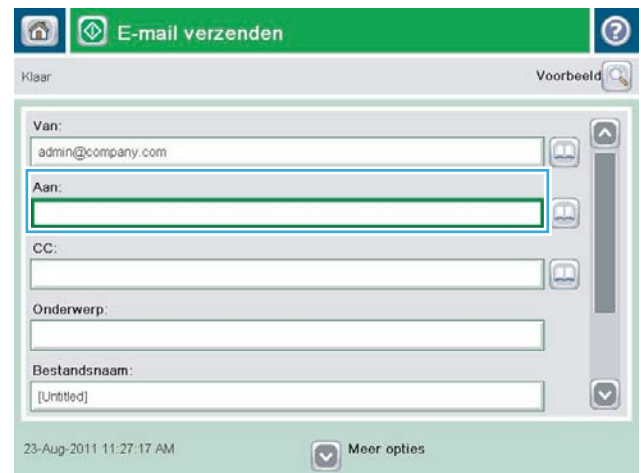 E-mail verzenden
?
Klaar
Voorbeeld
Van:
admin@company.com
Aan:
CC:
Onderwerp:
Bestandsnaam:
[Untitled]
23-Aug-2011 11:27:17 AM
Meer opties